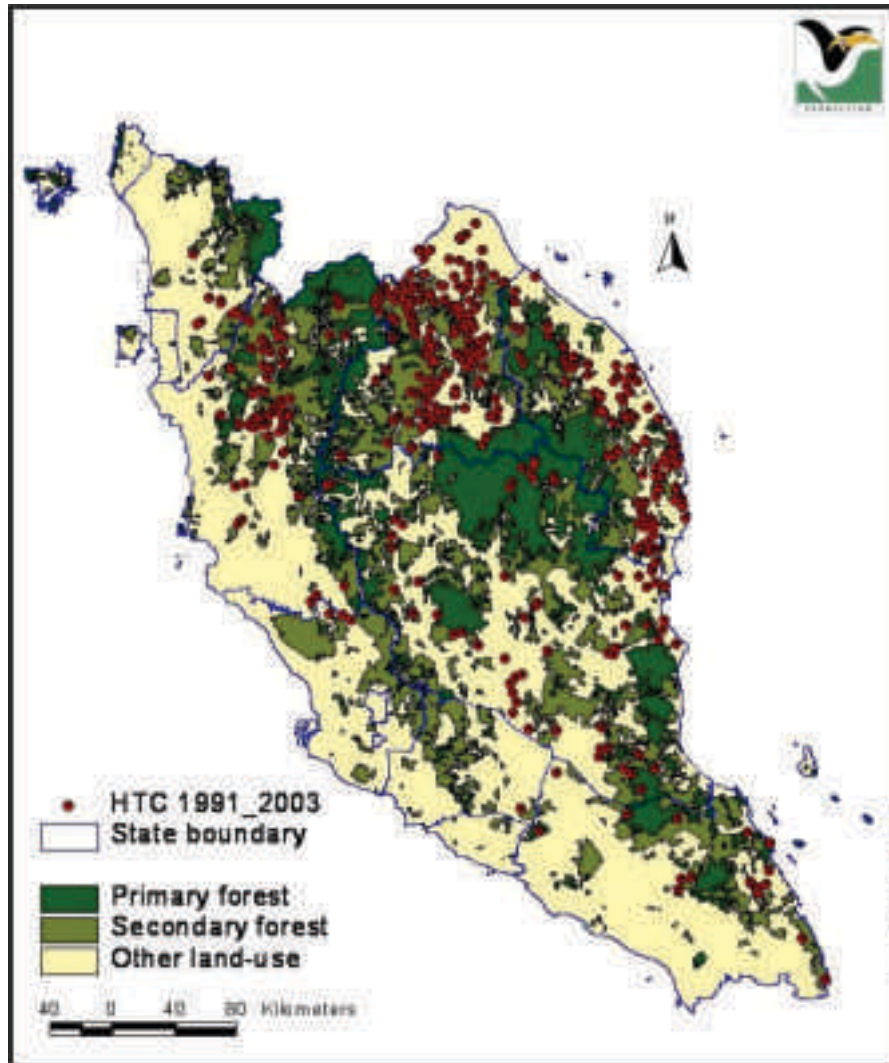 HTC 1991_2003
State boundary
Primary forest
Secondary forest
Other land-use
40 0 40 80 Kilometers